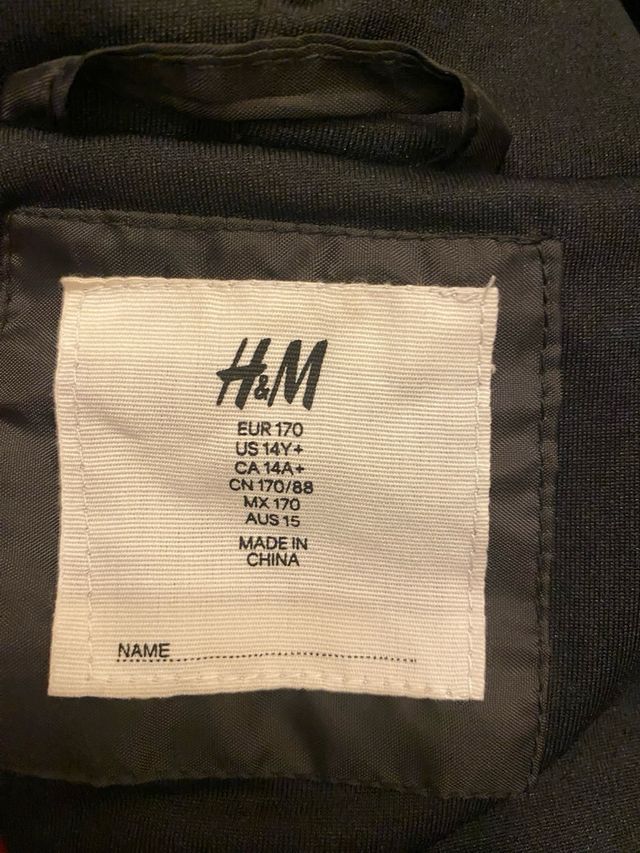 H&M
EUR 170
US 14Y+
CA 14A+
CN 170/88
MX 170
AUS 15
MADE IN
CHINA
NAME